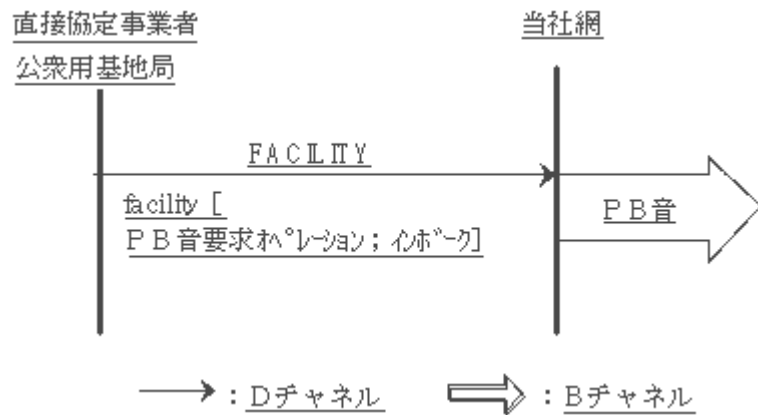 直接協定事業者
公衆用基地局
当社網
FACILITY
facility [
ＰＢ音要求ｵﾍﾟﾚｰション；ｲﾝﾎﾞｰク]
ＰＢ音
：Ｄチャネル
：Ｂチャネル